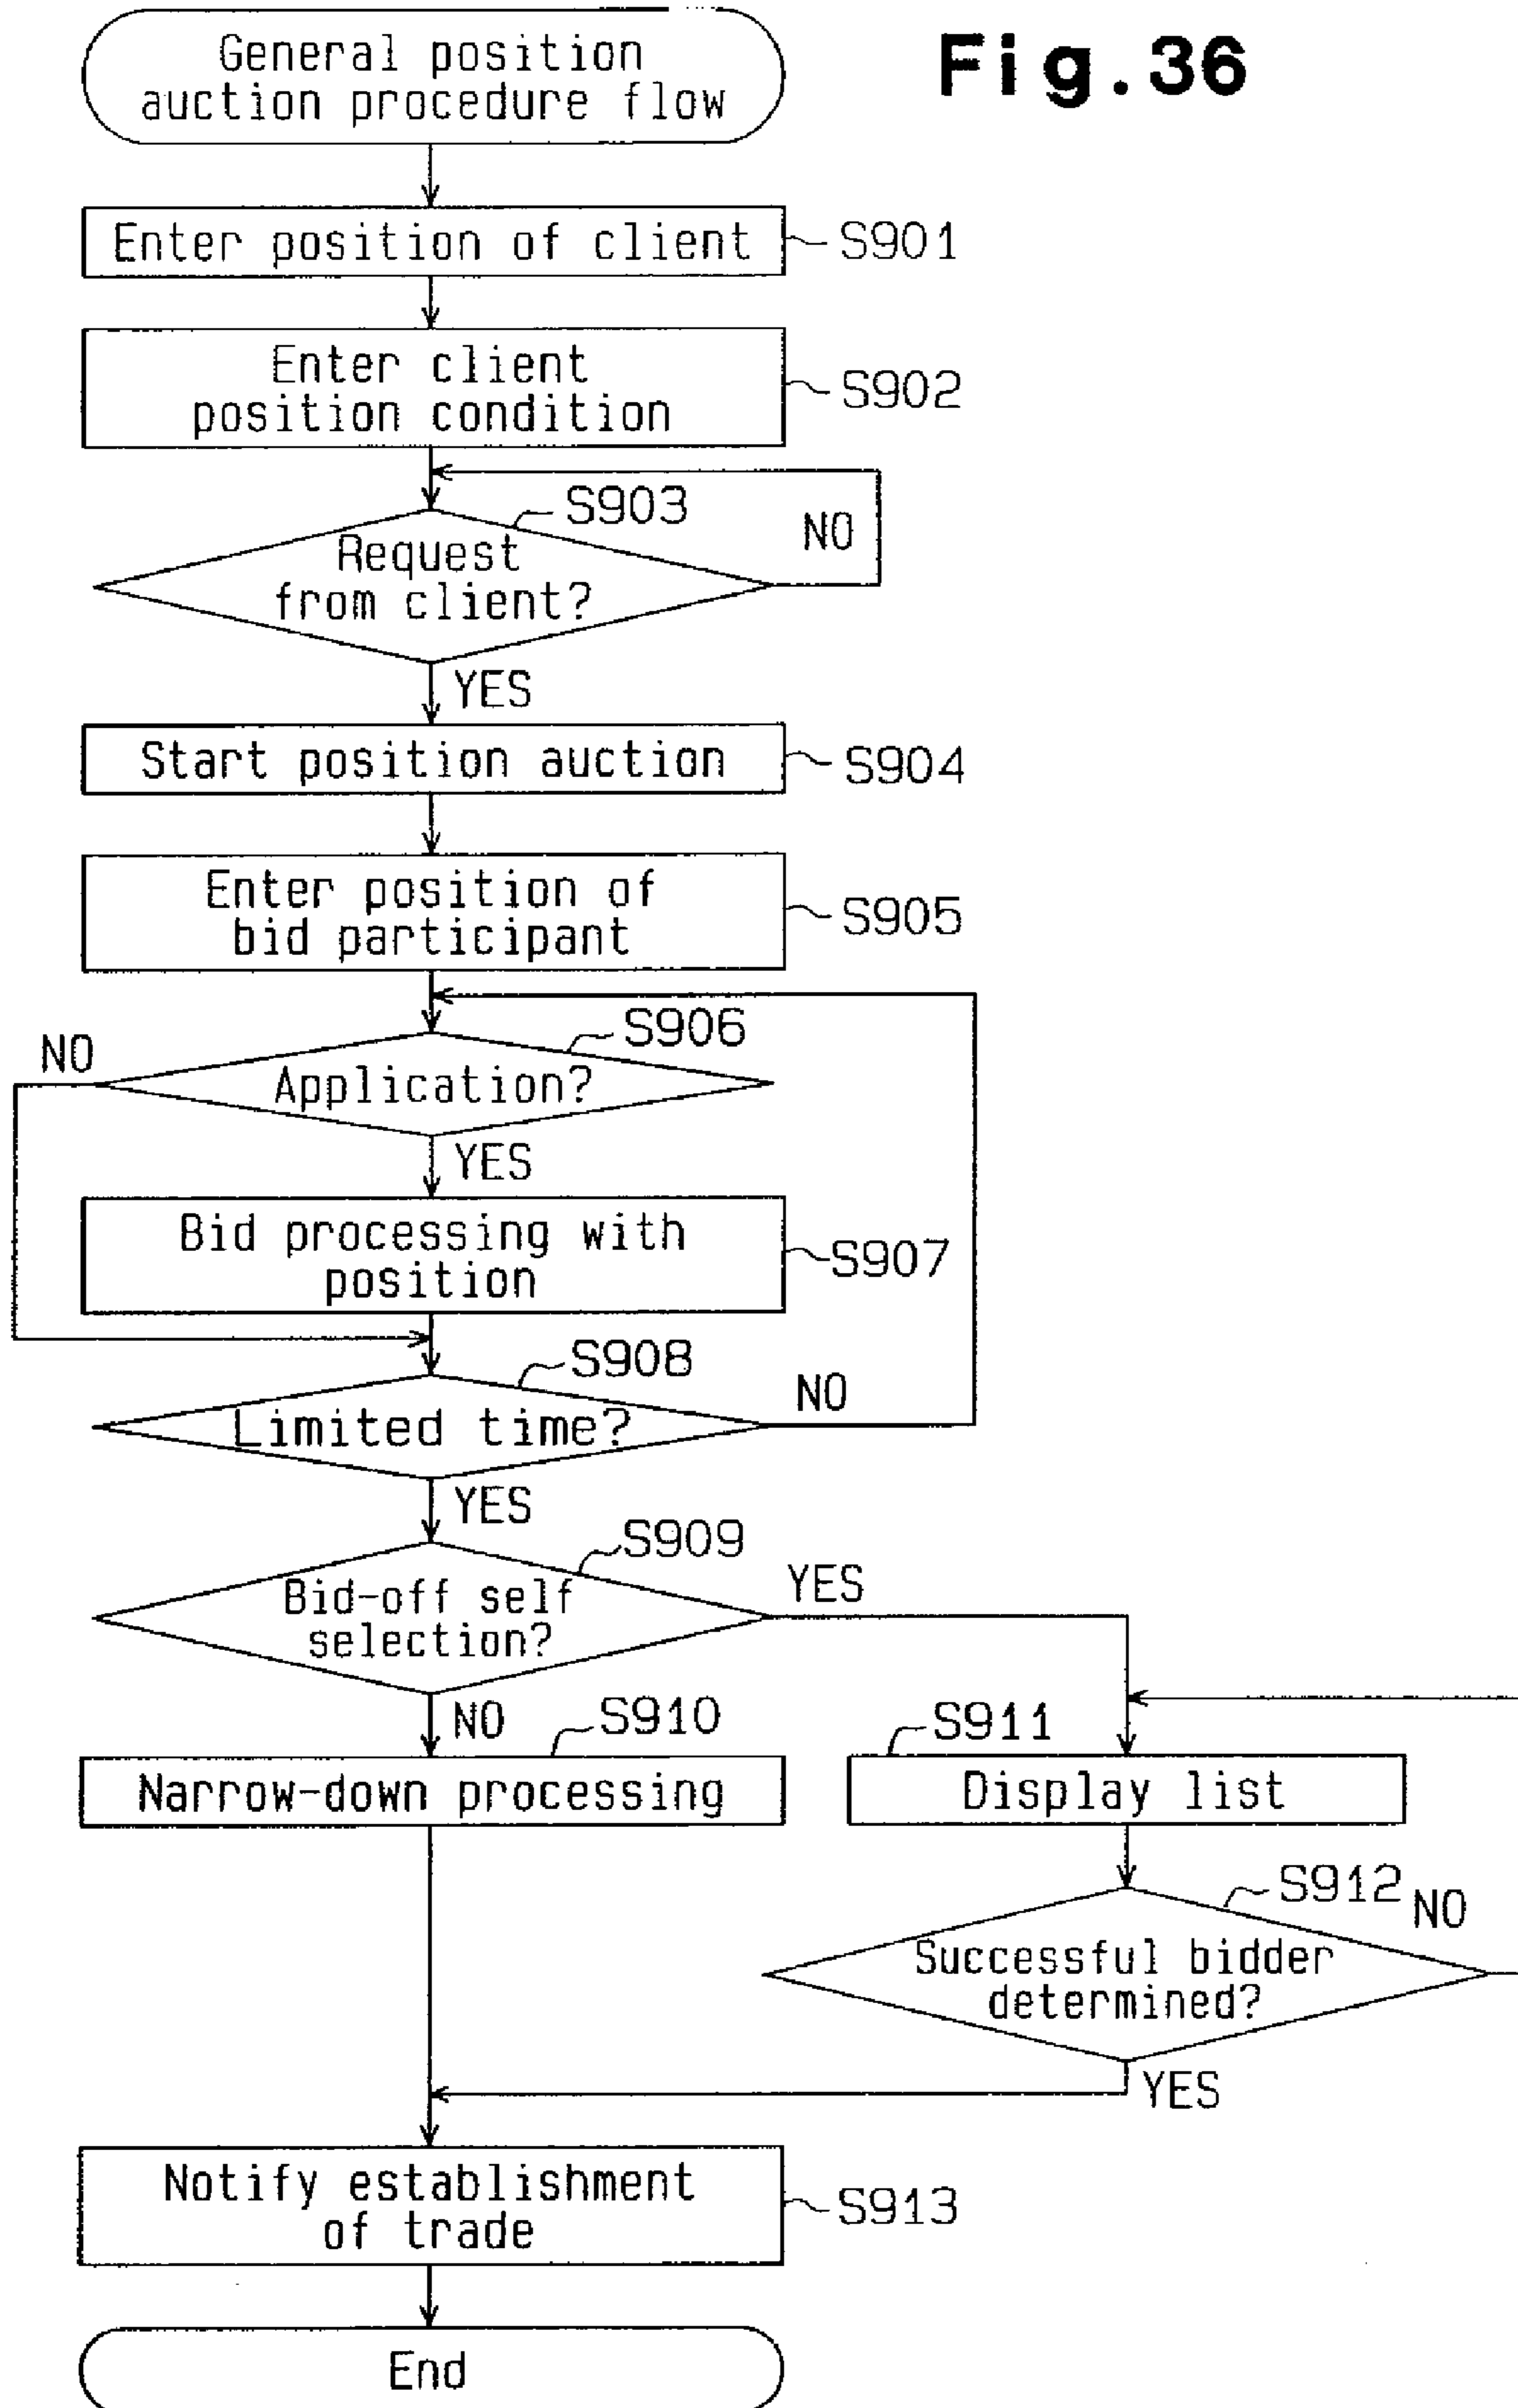 General position
auction procedure flow
Fig.36
Enter position of client
S901
Enter client
position condition
S902
S903
Request
from client?
NO
YES
Start position auction
S904
Enter position of
bid participant
S905
S906
NO
Application?
YES
Bid processing with
position
S907
S908
Limited time?
NO
YES
S909
Bid-off self
selection?
YES
NO
S910
Narrow-down processing
S911
Display list
S912
NO
Successful bidder
determined?
YES
Notify establishment
of trade
S913
End